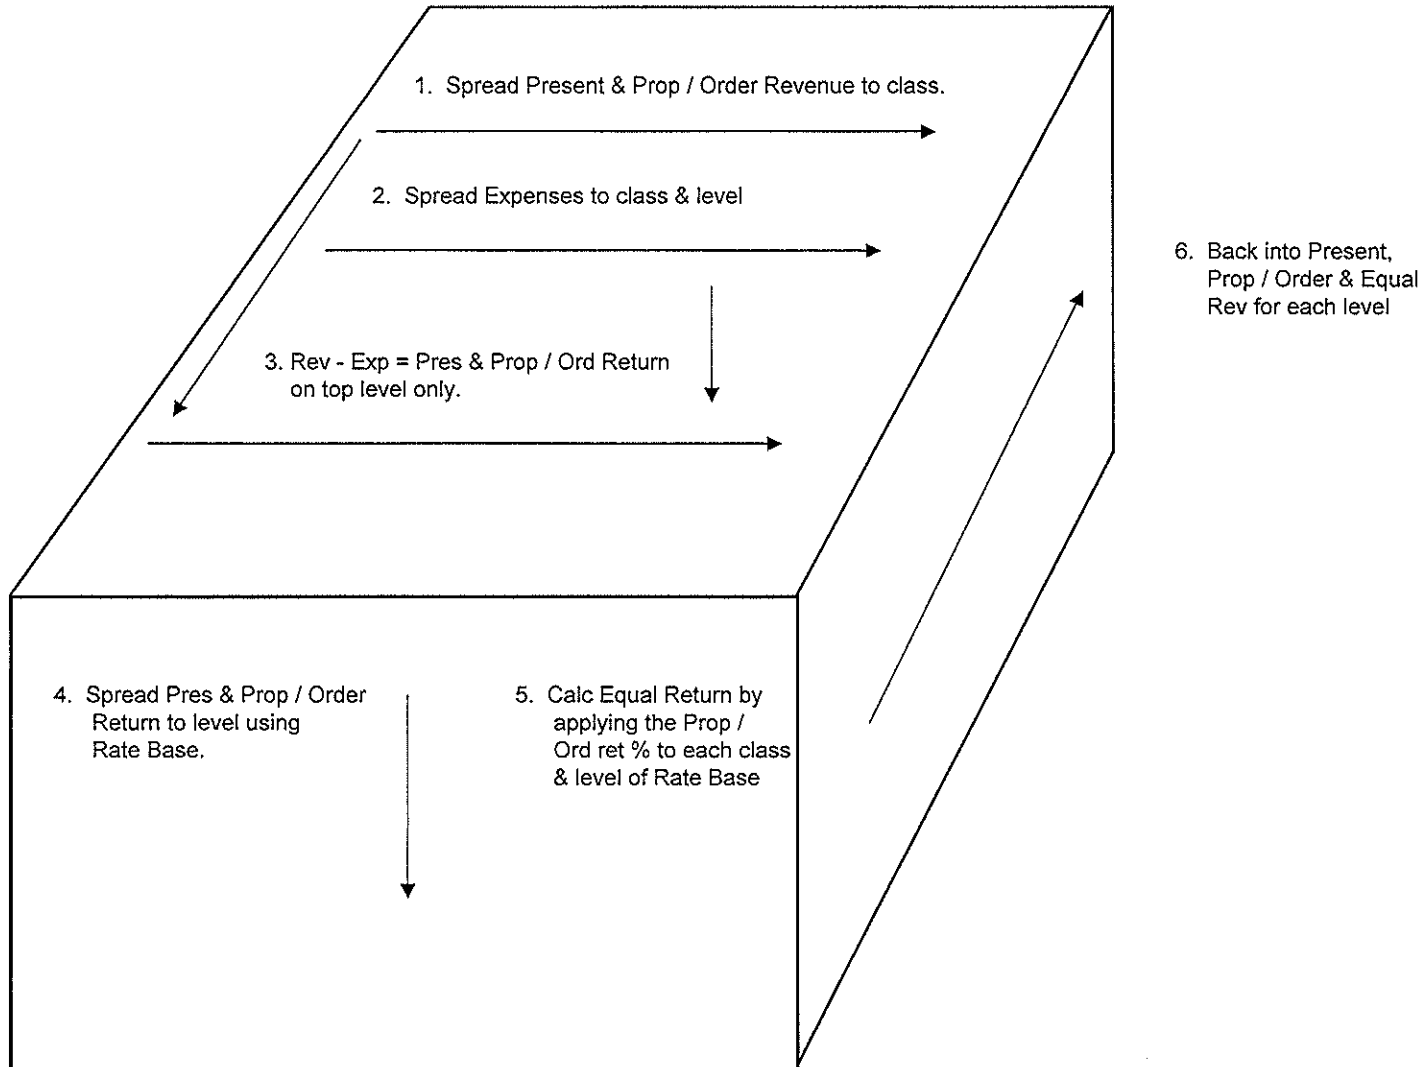 1. Spread Present & Prop / Order Revenue to class.
2. Spread Expenses to class & level
3. Rev - Exp = Pres & Prop / Ord Return
on top level only.
6. Back into Present,
Prop / Order & Equal
Rev for each level
4. Spread Pres & Prop / Order
Return to level using
Rate Base.
5. Calc Equal Return by
applying the Prop /
Ord ret % to each class
& level of Rate Base